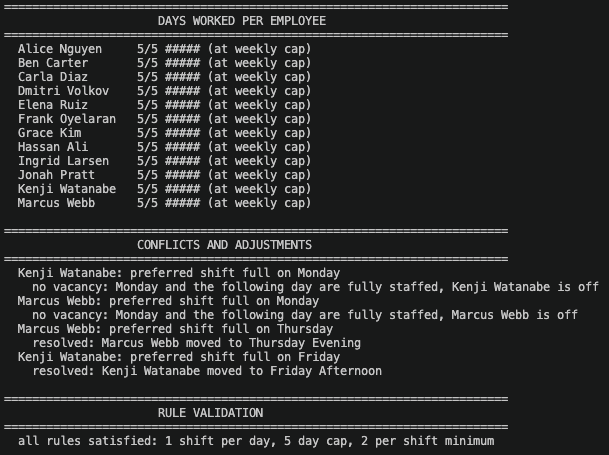 ========================================================================
DAYS WORKED PER EMPLOYEE
========================================================================
Alice Nguyen     5/5 ##### (at weekly cap)
Ben Carter       5/5 ##### (at weekly cap)
Carla Diaz       5/5 ##### (at weekly cap)
Dmitri Volkov    5/5 ##### (at weekly cap)
Elena Ruiz       5/5 ##### (at weekly cap)
Frank Oyelaran   5/5 ##### (at weekly cap)
Grace Kim        5/5 ##### (at weekly cap)
Hassan Ali       5/5 ##### (at weekly cap)
Ingrid Larsen    5/5 ##### (at weekly cap)
Jonah Pratt      5/5 ##### (at weekly cap)
Kenji Watanabe   5/5 ##### (at weekly cap)
Marcus Webb      5/5 ##### (at weekly cap)
========================================================================
CONFLICTS AND ADJUSTMENTS
========================================================================
Kenji Watanabe: preferred shift full on Monday
no vacancy: Monday and the following day are fully staffed, Kenji Watanabe is off
Marcus Webb: preferred shift full on Monday
no vacancy: Monday and the following day are fully staffed, Marcus Webb is off
Marcus Webb: preferred shift full on Thursday
resolved: Marcus Webb moved to Thursday Evening
Kenji Watanabe: preferred shift full on Friday
resolved: Kenji Watanabe moved to Friday Afternoon
========================================================================
RULE VALIDATION
========================================================================
all rules satisfied: 1 shift per day, 5 day cap, 2 per shift minimum